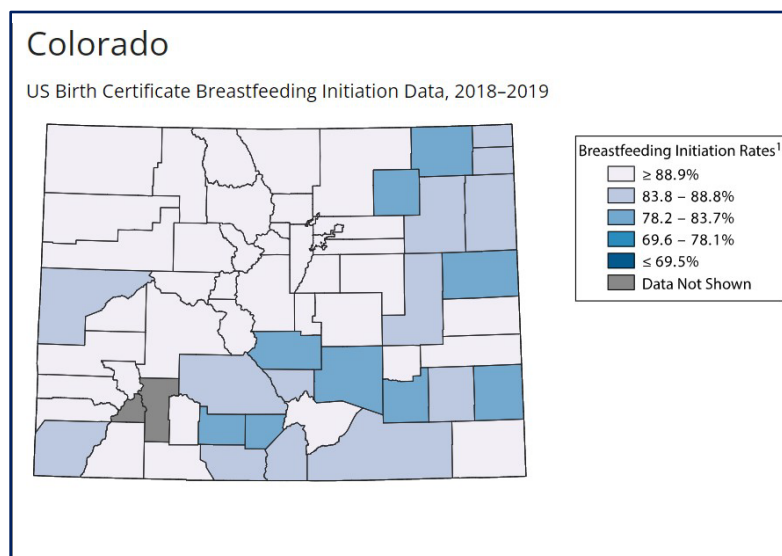 Colorado
US Birth Certificate Breastfeeding Initiation Data, 2018–2019
Breastfeeding Initiation Rates¹
≥ 88.9%
83.8 – 88.8%
78.2 – 83.7%
69.6 – 78.1%
≤ 69.5%
Data Not Shown